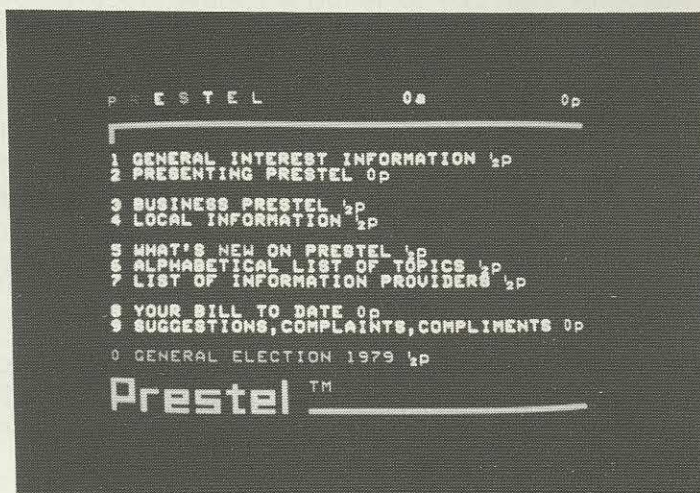 PRESTEL 0a 0p
1 GENERAL INTEREST INFORMATION ½p
2 PRESENTING PRESTEL 0p
3 BUSINESS PRESTEL ½p
4 LOCAL INFORMATION ½p
5 WHAT'S NEW ON PRESTEL ½p
6 ALPHABETICAL LIST OF TOPICS ½p
7 LIST OF INFORMATION PROVIDERS ½p
8 YOUR BILL TO DATE 0p
9 SUGGESTIONS,COMPLAINTS,COMPLIMENTS 0p
0 GENERAL ELECTION 1979 ½p
Prestel ™